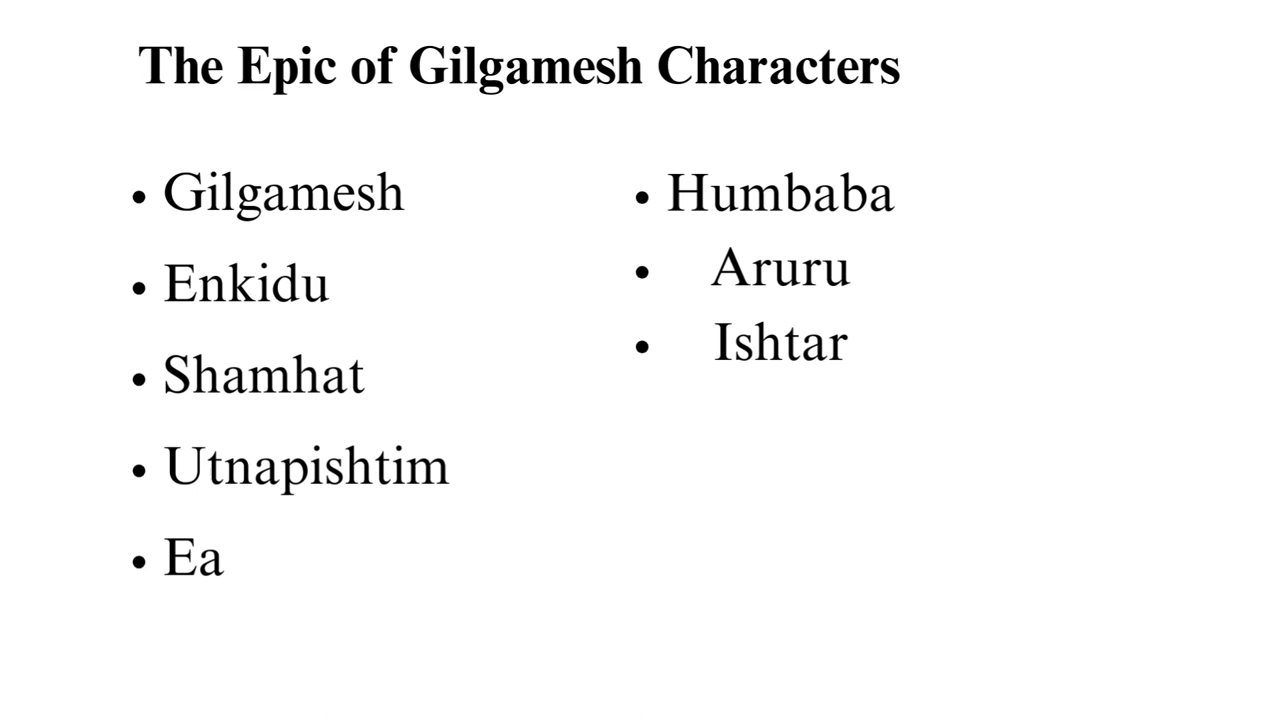 The Epic of Gilgamesh Characters
• Gilgamesh
• Enkidu
• Shamhat
• Utnapishtim
• Ea
• Humbaba
• Aruru
• Ishtar